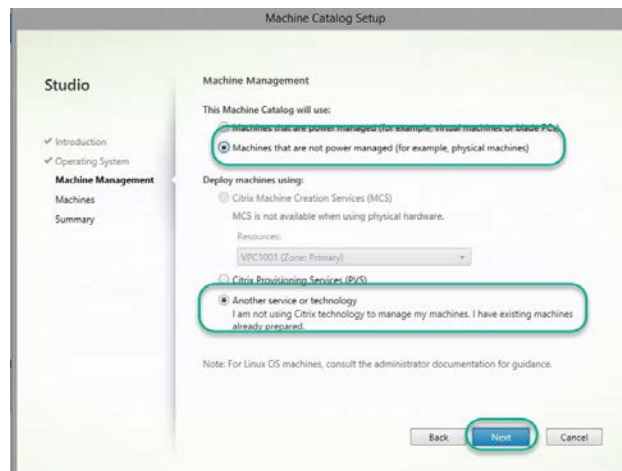 Machine Catalog Setup
Studio
✔ Introduction
✔ Operating System
Machine Management
Machines
Summary
Machine Management
This Machine Catalog will use:
Machines that are power managed (for example, virtual machines or blade PCs)
Machines that are not power managed (for example, physical machines)
Deploy machines using:
Citrix Machine Creation Services (MCS)
MCS is not available when using physical hardware.
Resources:
VPC1001 (Zone: Primary)
Citrix Provisioning Services (PVS)
Another service or technology
I am not using Citrix technology to manage my machines. I have existing machines
already prepared.
Note: For Linux OS machines, consult the administrator documentation for guidance.
Back
Next
Cancel